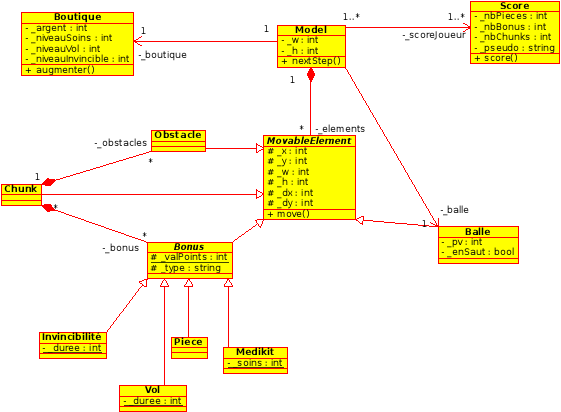 Boutique
- _argent : int
- _niveauSoins : int
- _niveauVol : int
- _niveauInvincible : int
+ augmenter()
1
-_boutique
1
Model
- _w : int
- _h : int
+ nextStep()
1
1..*
1..*
-_scoreJoueur
Score
- _nbPieces : int
- _nbBonus : int
- _nbChunks : int
- _pseudo : string
+ score()
* -_elements
-_obstacles
*
Obstacle
MovableElement
# _x : int
# _y : int
# _w : int
# _h : int
# _dx : int
# _dy : int
+ move()
1
Chunk
*
*
-_bonus
-_balle
1
Balle
- _pv : int
- _enSaut : bool
Bonus
# _valPoints : int
# _type : string
Invincibilité
- _duree : int
Piece
Medikit
- _soins : int
Vol
- _duree : int